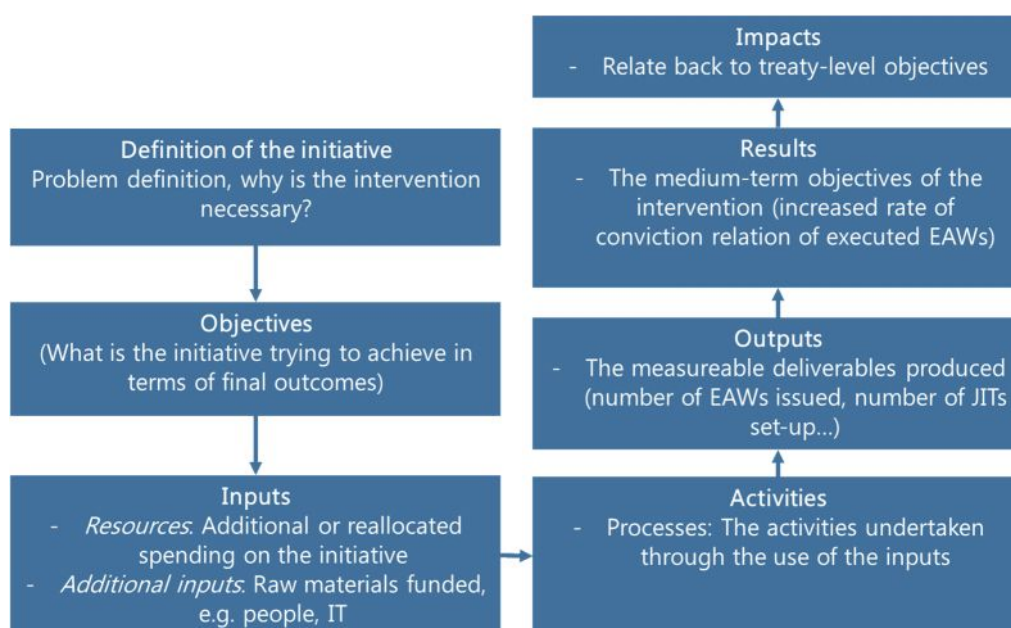 Definition of the initiative
Problem definition, why is the intervention
necessary?
Objectives
(What is the initiative trying to achieve in
terms of final outcomes)
Inputs
- Resources: Additional or reallocated
spending on the initiative
- Additional inputs: Raw materials funded,
e.g. people, IT
Activities
- Processes: The activities undertaken
through the use of the inputs
Outputs
- The measureable deliverables produced
(number of EAWs issued, number of JITs
set-up...)
Results
- The medium-term objectives of the
intervention (increased rate of
conviction relation of executed EAWs)
Impacts
- Relate back to treaty-level objectives